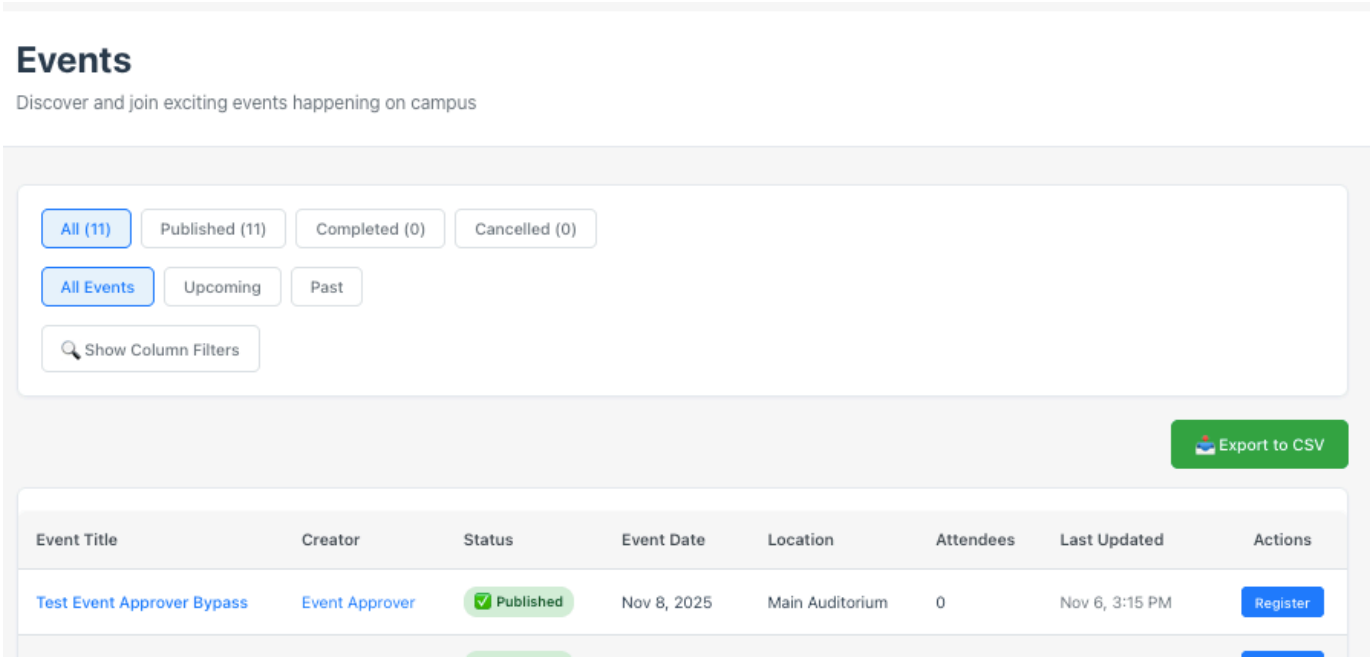 Events
Discover and join exciting events happening on campus
All (11) Published (11) Completed (0) Cancelled (0)
All Events Upcoming Past
Show Column Filters
Export to CSV
Event Title Creator Status Event Date Location Attendees Last Updated Actions
Test Event Approver Bypass Event Approver Published Nov 8, 2025 Main Auditorium 0 Nov 6, 3:15 PM Register